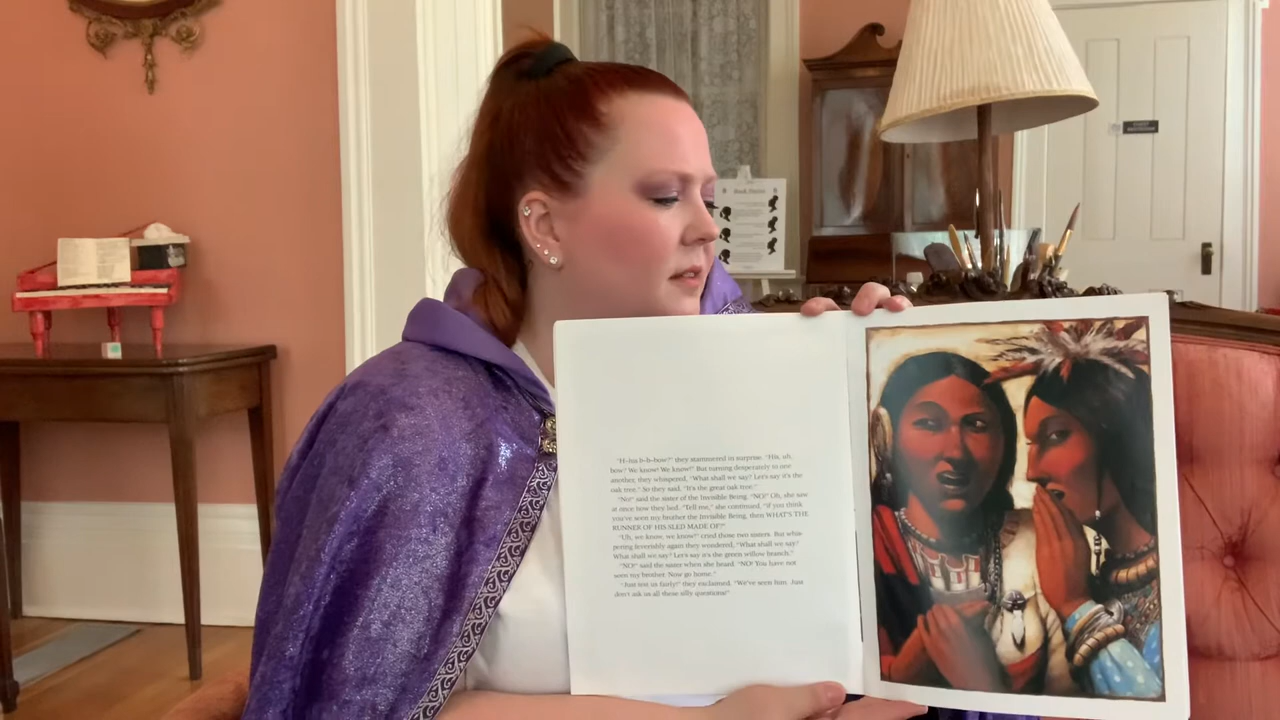 Book Nurses
"H-his b-b-bow?" they stammered in surprise. "His, uh,
bow? We know! We know!" But turning desperately to one
another, they whispered, "What shall we say? Let's say it's the
oak tree." So they said, "It's the great oak tree."
"No!" said the sister of the Invisible Being. "NO!" Oh, she saw
at once how they lied. "Tell me," she continued, "if you think
you've seen my brother the Invisible Being, then WHAT'S THE
RUNNER OF HIS SLED MADE OF?"
"Uh, we know, we know!" cried those two sisters. But whis-
pering feverishly again they wondered, "What shall we say?
What shall we say? Let's say it's the green willow branch."
"NO!" said the sister when she heard. "NO! You have not
seen my brother. Now go home."
"Just test us fairly!" they exclaimed. "We've seen him. Just
don't ask us all these silly questions!"